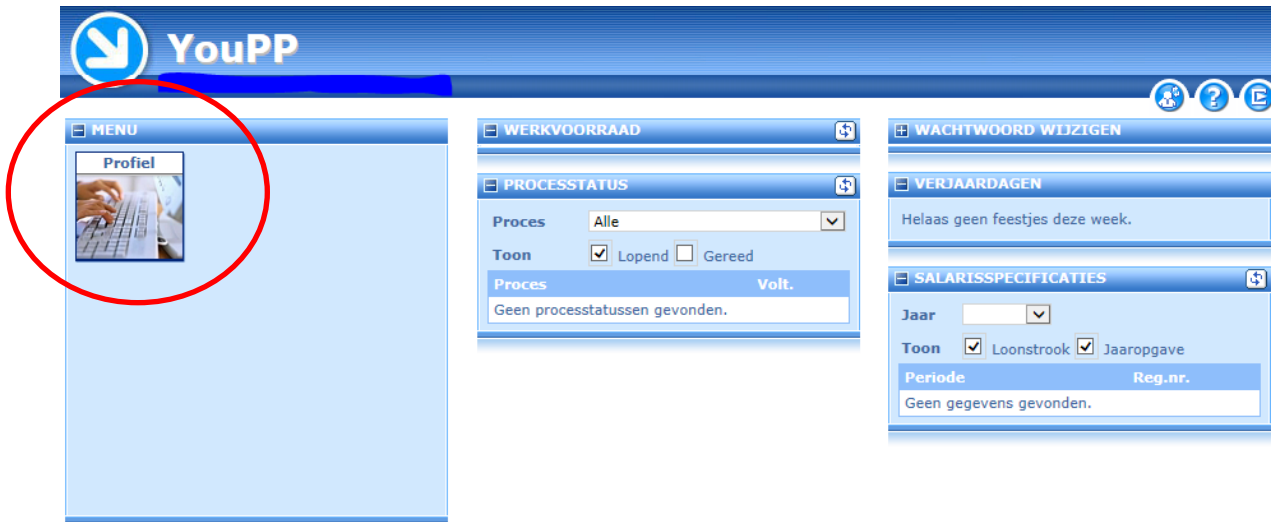 YouPP
MENU
Profiel
WERKVOORRAAD
PROCESSTATUS
Proces Alle
Toon Lopend Gereed
Proces Volt.
Geen processtatussen gevonden.
WACHTWOORD WIJZIGEN
VERJAARDAGEN
Helaas geen feestjes deze week.
SALARISSPECIFICATIES
Jaar
Toon Loonstrook Jaaropgave
Periode Reg.nr.
Geen gegevens gevonden.